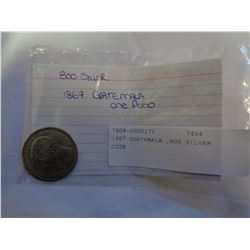 800 SILVER
1867 GUATEMALA
ONE PESO
7404-0000177 7404
1867 GUATEMALA .800 SILVER
COIN